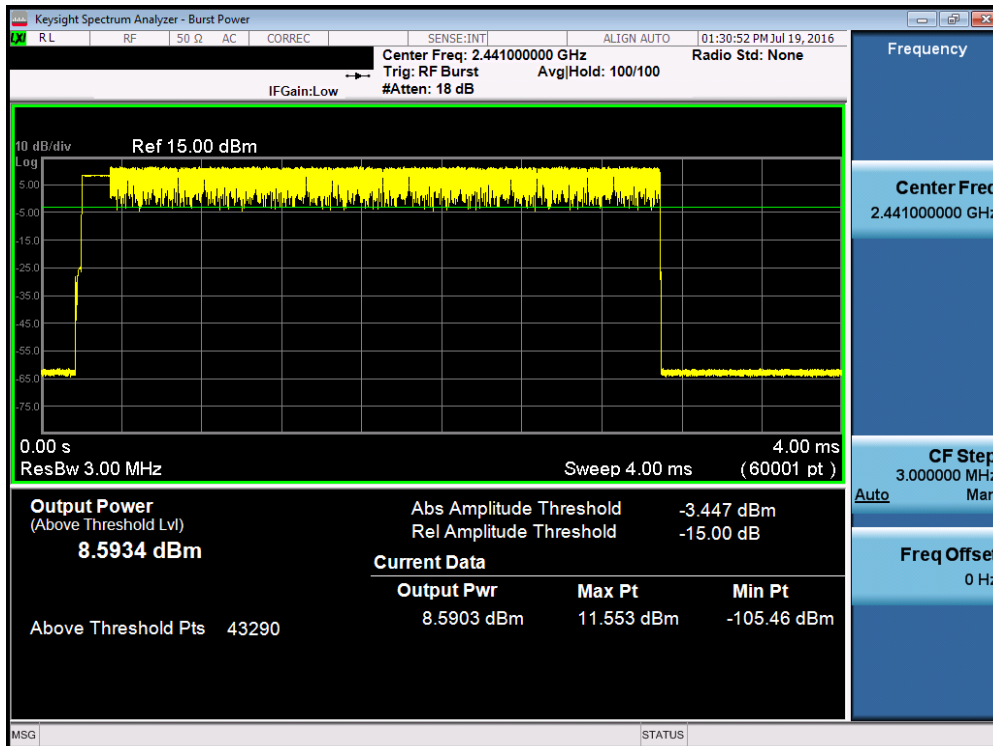 Keysight Spectrum Analyzer - Burst Power
LXI RL RF 50 Ω AC CORREC SENSE:INT ALIGN AUTO 01:30:52 PM Jul 19, 2016
Center Freq: 2.441000000 GHz Radio Std: None
Trig: RF Burst Avg|Hold: 100/100
IFGain:Low #Atten: 18 dB
10 dB/div Ref 15.00 dBm
Log
5.00
-5.00
-15.0
-25.0
-35.0
-45.0
-55.0
-65.0
-75.0
0.00 s 4.00 ms
ResBw 3.00 MHz Sweep 4.00 ms (60001 pt)
Output Power
(Above Threshold Lvl)
8.5934 dBm
Above Threshold Pts 43290
Abs Amplitude Threshold -3.447 dBm
Rel Amplitude Threshold -15.00 dB
Current Data
Output Pwr Max Pt Min Pt
8.5903 dBm 11.553 dBm -105.46 dBm
MSG STATUS
Frequency
Center Freq
2.441000000 GHz
CF Step
3.000000 MHz
Auto Man
Freq Offset
0 Hz